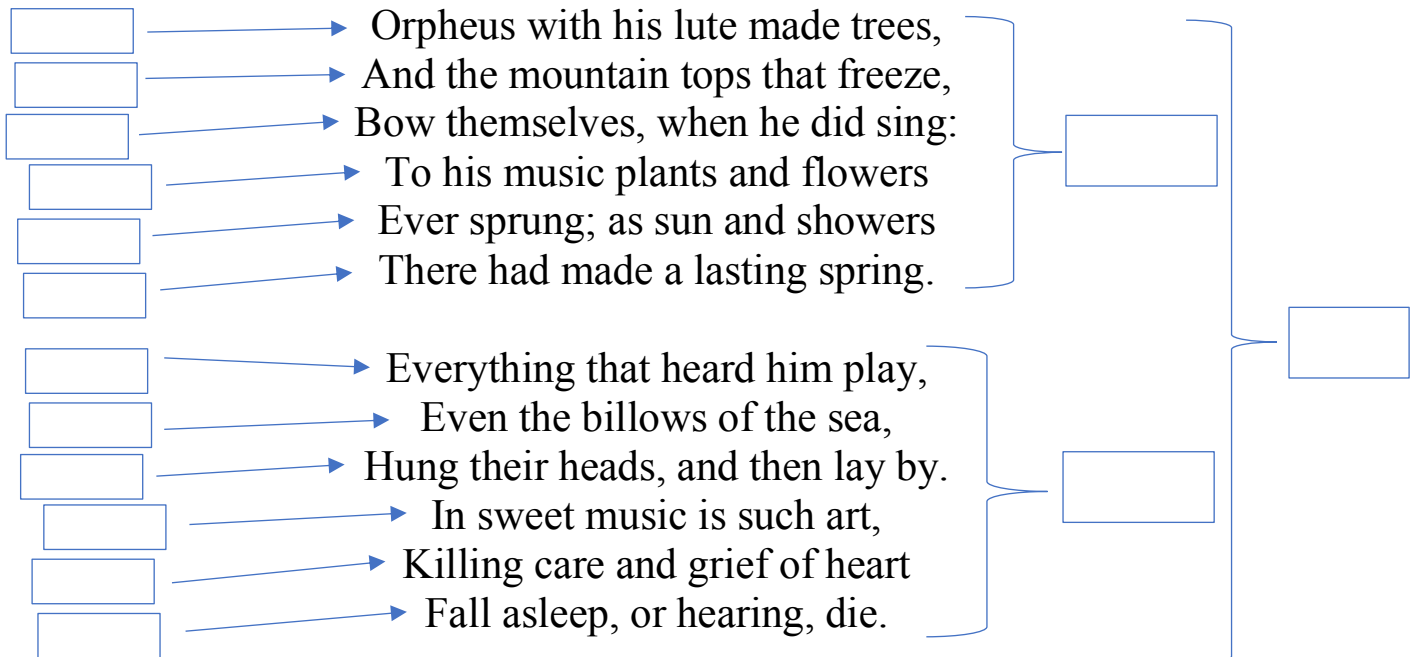 Orpheus with his lute made trees,
And the mountain tops that freeze,
Bow themselves, when he did sing:
To his music plants and flowers
Ever sprung; as sun and showers
There had made a lasting spring.
Everything that heard him play,
Even the billows of the sea,
Hung their heads, and then lay by.
In sweet music is such art,
Killing care and grief of heart
Fall asleep, or hearing, die.